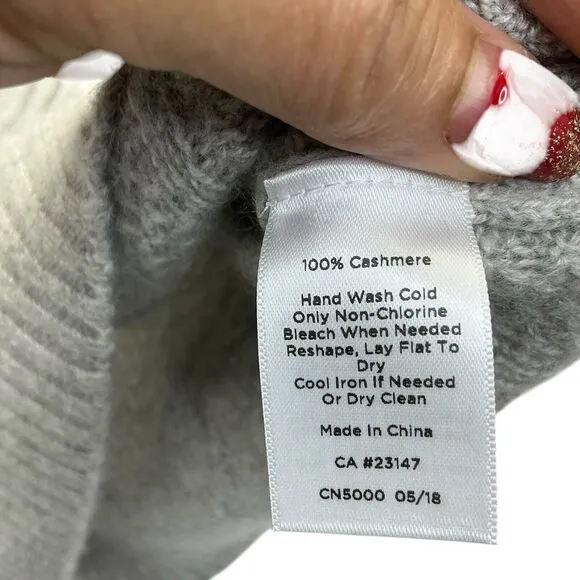 100% Cashmere
Hand Wash Cold
Only Non-Chlorine
Bleach When Needed
Reshape, Lay Flat To
Dry
Cool Iron If Needed
Or Dry Clean
Made In China
CA #23147
CN5000 05/18